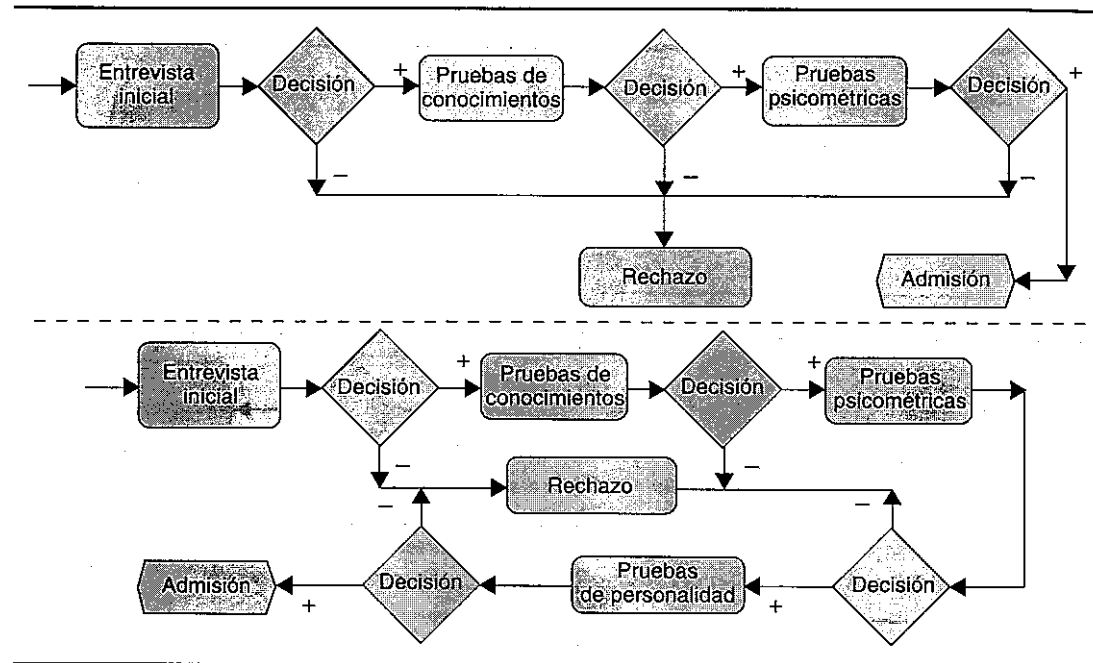 Entrevista
inicial
Decisión
+
Pruebas de
conocimientos
Decisión
+
Pruebas
psicométricas
Decisión
+
−
−
−
Rechazo
Admisión
Entrevista
inicial
Decisión
+
Pruebas de
conocimientos
Decisión
+
Pruebas
psicométricas
−
Rechazo
−
−
−
Admisión
+
Decisión
Pruebas
de personalidad
+
Decisión